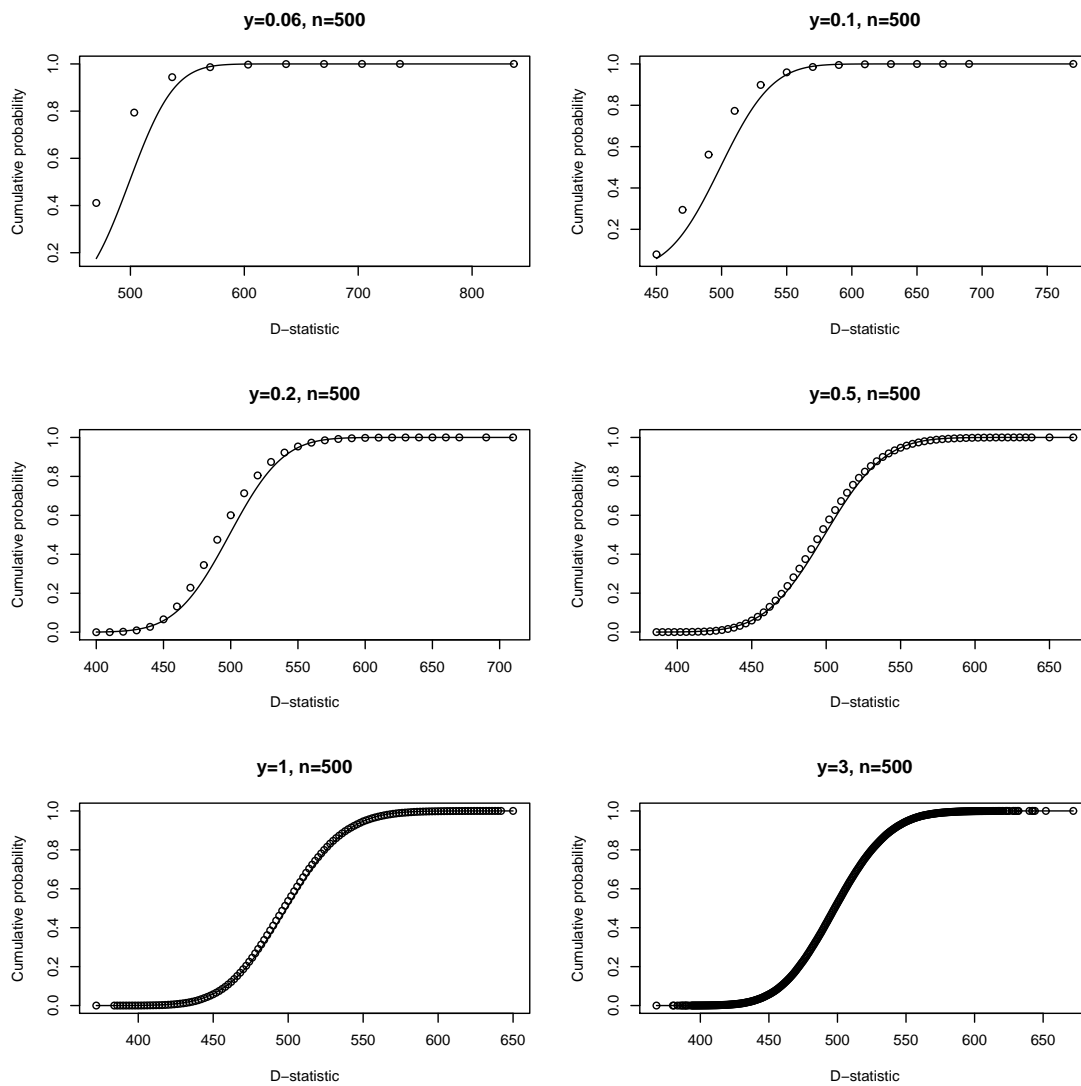 y=0.06, n=500
Cumulative probability
0.2 0.4 0.6 0.8 1.0
500 600 700 800
D−statistic
y=0.1, n=500
Cumulative probability
0.2 0.4 0.6 0.8 1.0
450 500 550 600 650 700 750
D−statistic
y=0.2, n=500
Cumulative probability
0.0 0.2 0.4 0.6 0.8 1.0
400 450 500 550 600 650 700
D−statistic
y=0.5, n=500
Cumulative probability
0.0 0.2 0.4 0.6 0.8 1.0
400 450 500 550 600 650
D−statistic
y=1, n=500
Cumulative probability
0.0 0.2 0.4 0.6 0.8 1.0
400 450 500 550 600 650
D−statistic
y=3, n=500
Cumulative probability
0.0 0.2 0.4 0.6 0.8 1.0
400 450 500 550 600 650
D−statistic